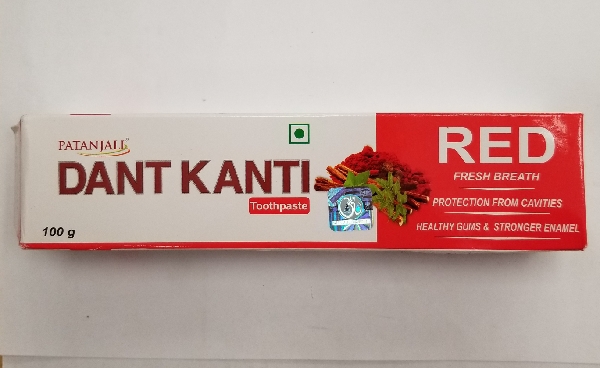 PATANJALI
DANT KANTI
Toothpaste
100 g
RED
FRESH BREATH
PROTECTION FROM CAVITIES
HEALTHY GUMS & STRONGER ENAMEL